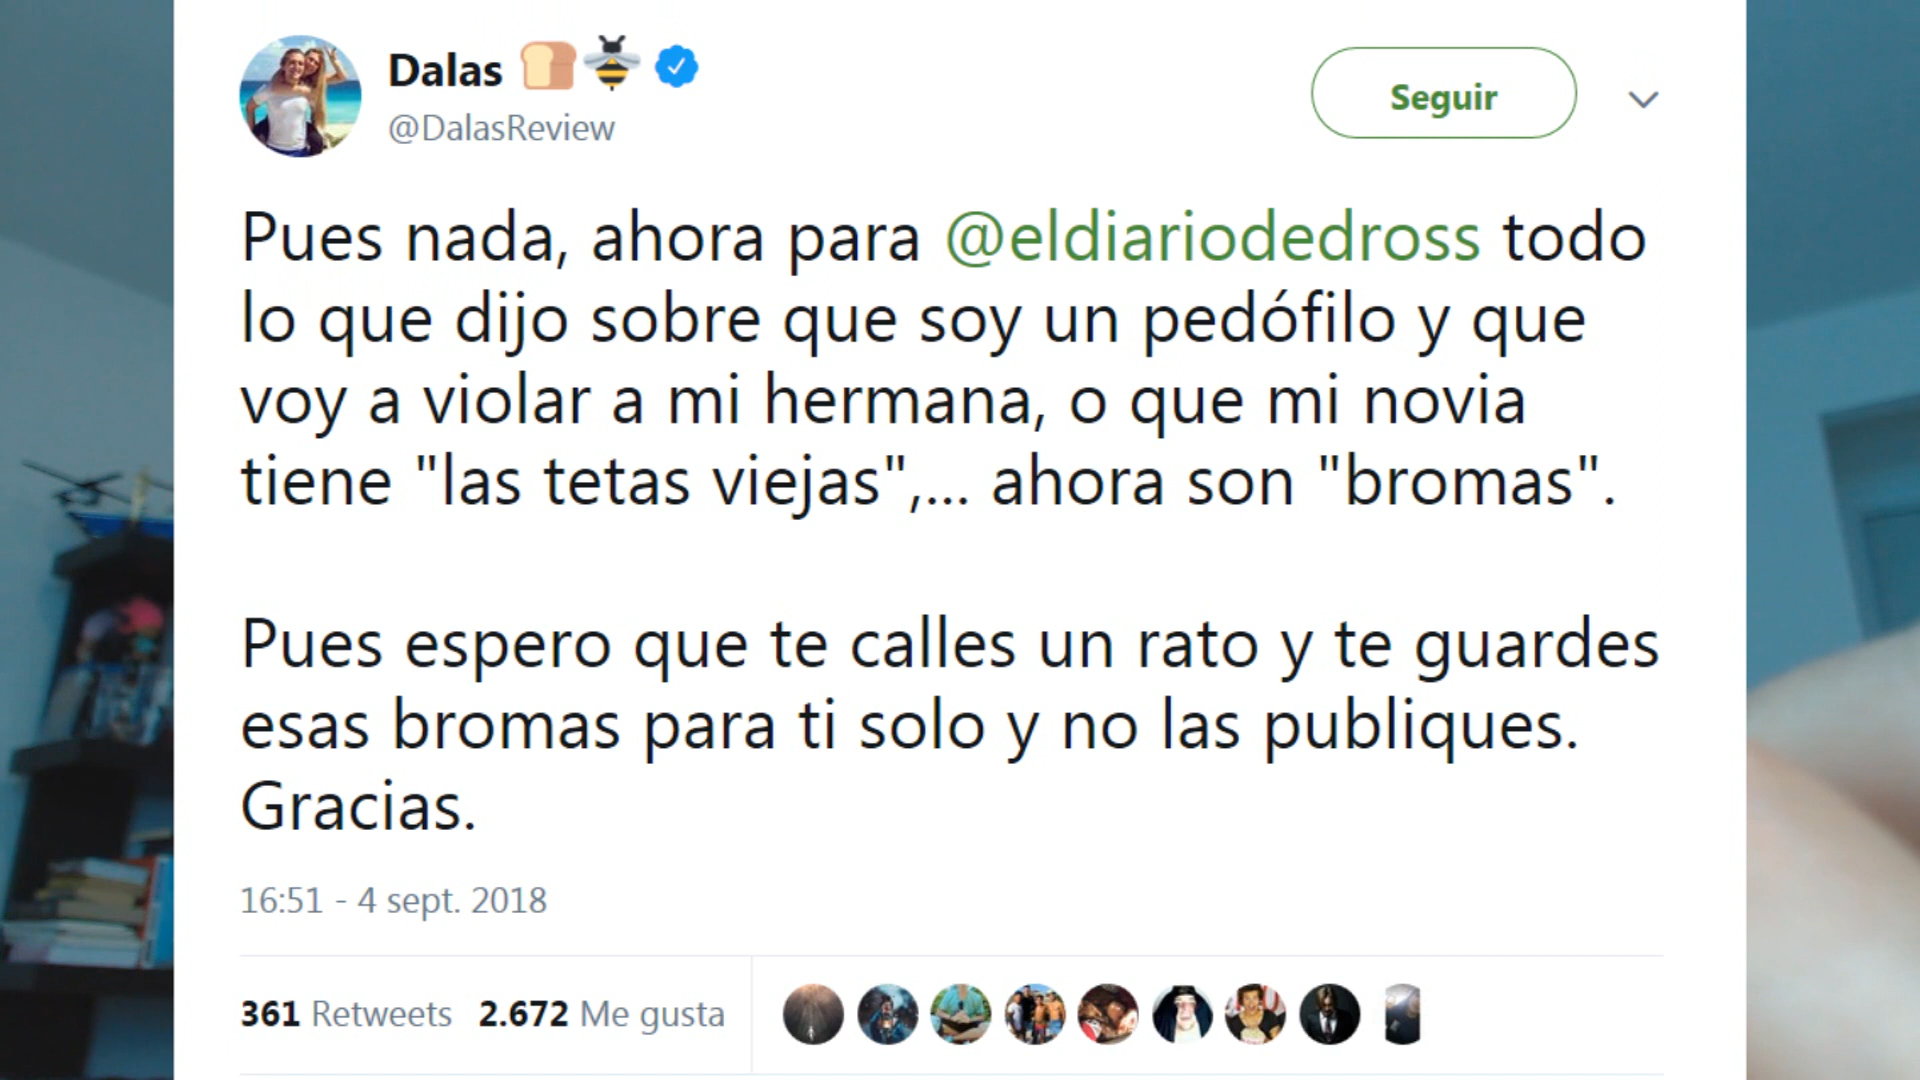 Dalas
@DalasReview
Seguir
Pues nada, ahora para @eldiariodedross todo
lo que dijo sobre que soy un pedófilo y que
voy a violar a mi hermana, o que mi novia
tiene "las tetas viejas",... ahora son "bromas".
Pues espero que te calles un rato y te guardes
esas bromas para ti solo y no las publiques.
Gracias.
16:51 - 4 sept. 2018
361 Retweets 2.672 Me gusta